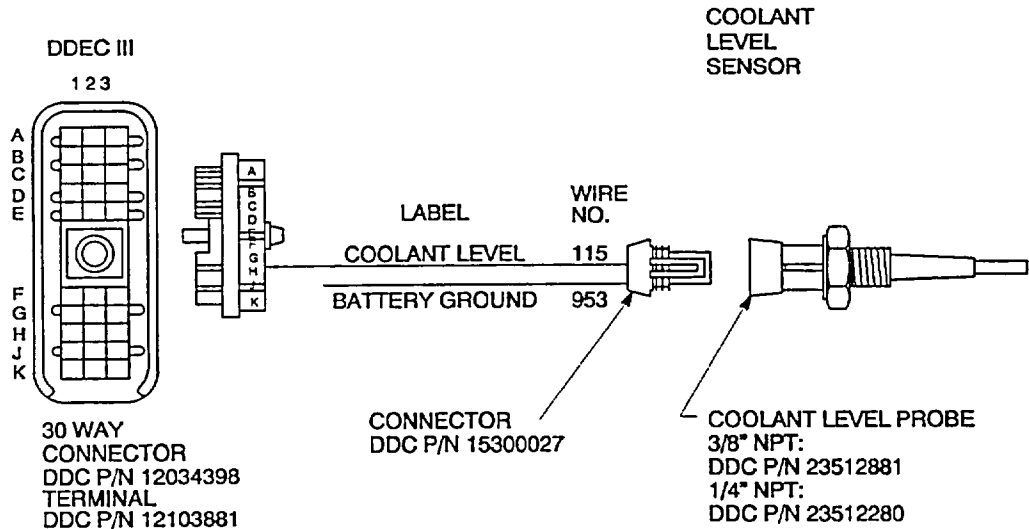 COOLANT
LEVEL
SENSOR
DDEC III
1 2 3
A
B
C
D
E
F
G
H
J
K
A
B
C
D
E
F
G
H
J
K
LABEL
WIRE
NO.
COOLANT LEVEL 115
BATTERY GROUND 953
30 WAY
CONNECTOR
DDC P/N 12034398
TERMINAL
DDC P/N 12103881
CONNECTOR
DDC P/N 15300027
COOLANT LEVEL PROBE
3/8" NPT:
DDC P/N 23512881
1/4" NPT:
DDC P/N 23512280